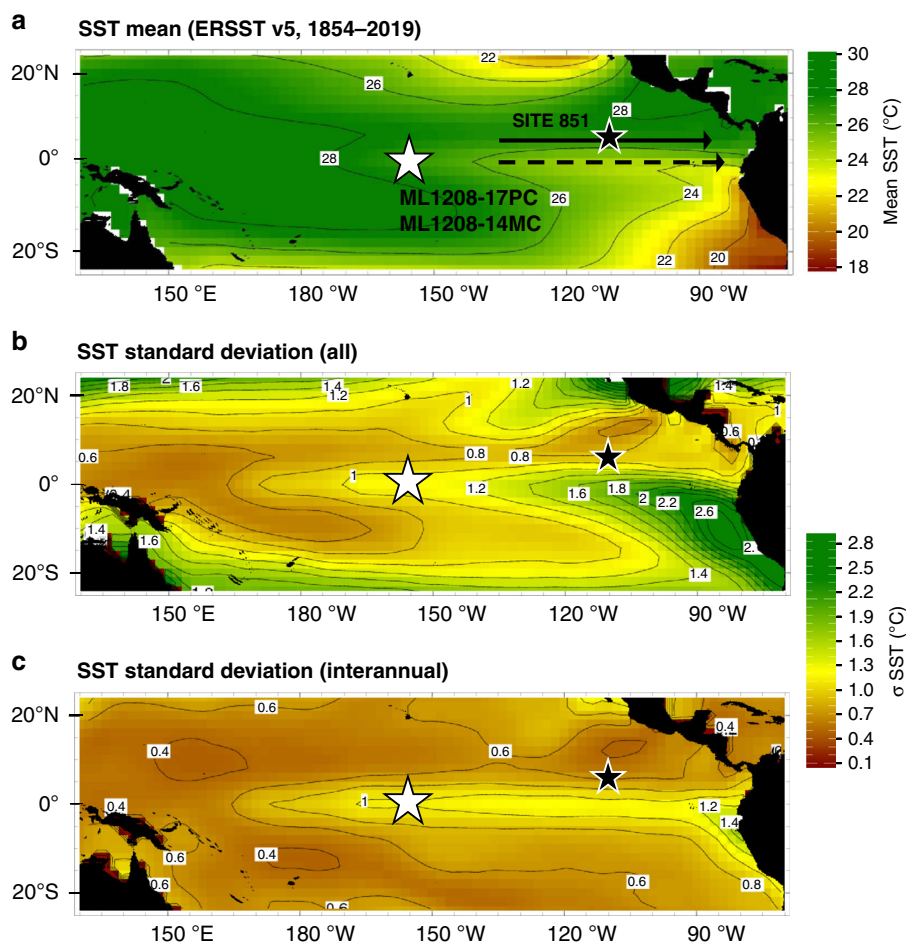 a
SST mean (ERSST v5, 1854–2019)
20°N
0°
20°S
22
26
28
SITE 851
28
26
24
22
20
ML1208-17PC
ML1208-14MC
150 °E
180 °W
150 °W
120 °W
90 °W
30
28
26
24
22
20
18
Mean SST (°C)
b
SST standard deviation (all)
20°N
0°
20°S
1.8
2
1.6
1.4
1.2
1
1.2
1.4
1
0.6
0.6
0.8
0.8
1
1.2
1.6
1.8
2
2.2
2.6
2.
0.4
1.4
1.6
1.4
150 °E
180 °W
150 °W
120 °W
90 °W
2.8
2.5
2.2
1.9
1.6
1.3
1.0
0.7
0.4
0.1
σ SST (°C)
c
SST standard deviation (interannual)
20°N
0°
20°S
0.6
0.4
0.4
0.6
0.4
1
1.2
1.4
0.6
0.4
0.6
0.6
0.8
0.6
150 °E
180 °W
150 °W
120 °W
90 °W